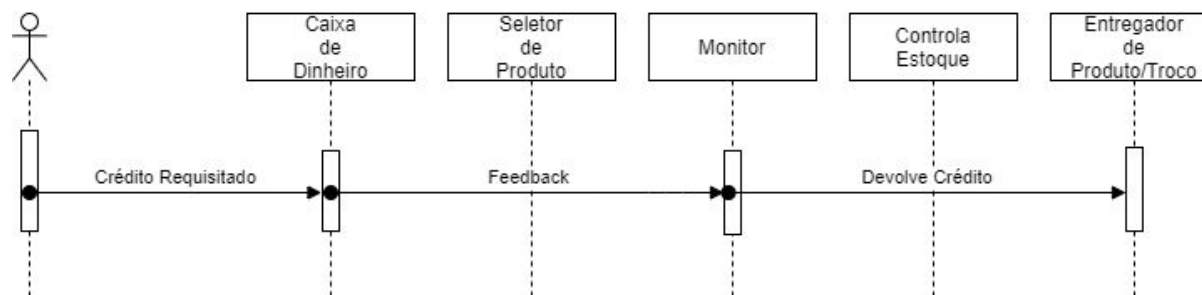 Caixa
de
Dinheiro
Seletor
de
Produto
Monitor
Controla
Estoque
Entregador
de
Produto/Troco
Crédito Requisitado
Feedback
Devolve Crédito